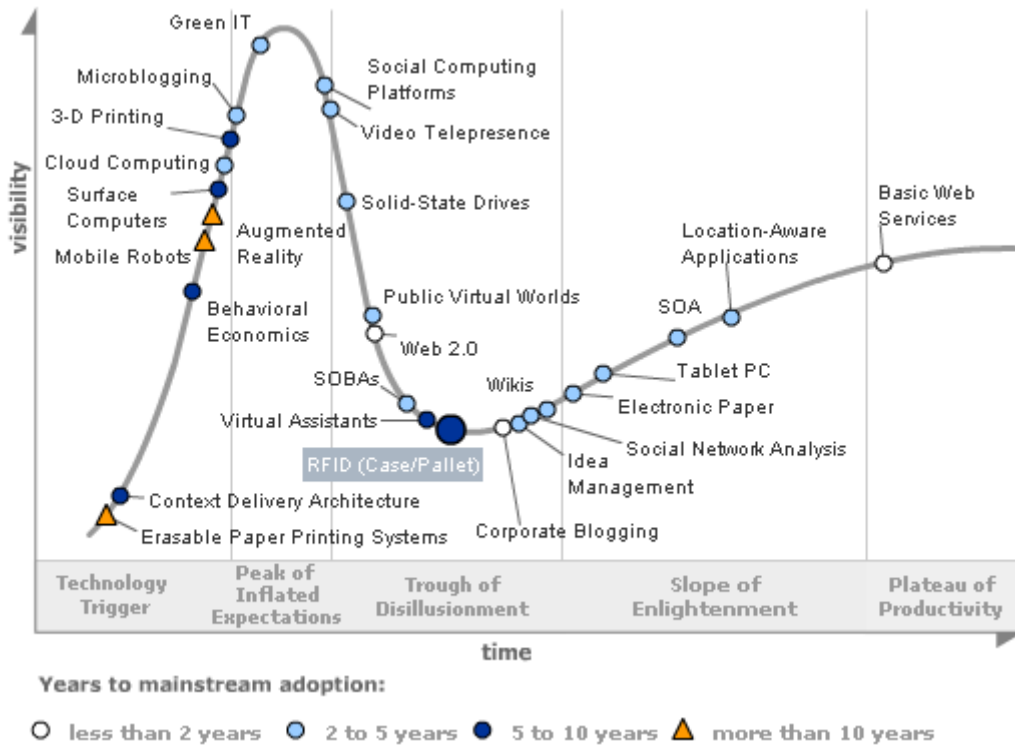 Green IT
Microblogging
3-D Printing
Cloud Computing
Surface
Computers
Mobile Robots
Augmented
Reality
Behavioral
Economics
Context Delivery Architecture
Erasable Paper Printing Systems
Social Computing
Platforms
Video Telepresence
Solid-State Drives
Public Virtual Worlds
Web 2.0
SOBAs
Virtual Assistants
RFID (Case/Pallet)
Wikis
Corporate Blogging
Idea
Management
Social Network Analysis
Electronic Paper
Tablet PC
SOA
Location-Aware
Applications
Basic Web
Services
visibility
Technology
Trigger
Peak of
Inflated
Expectations
Trough of
Disillusionment
Slope of
Enlightenment
Plateau of
Productivity
time
Years to mainstream adoption:
less than 2 years
2 to 5 years
5 to 10 years
more than 10 years